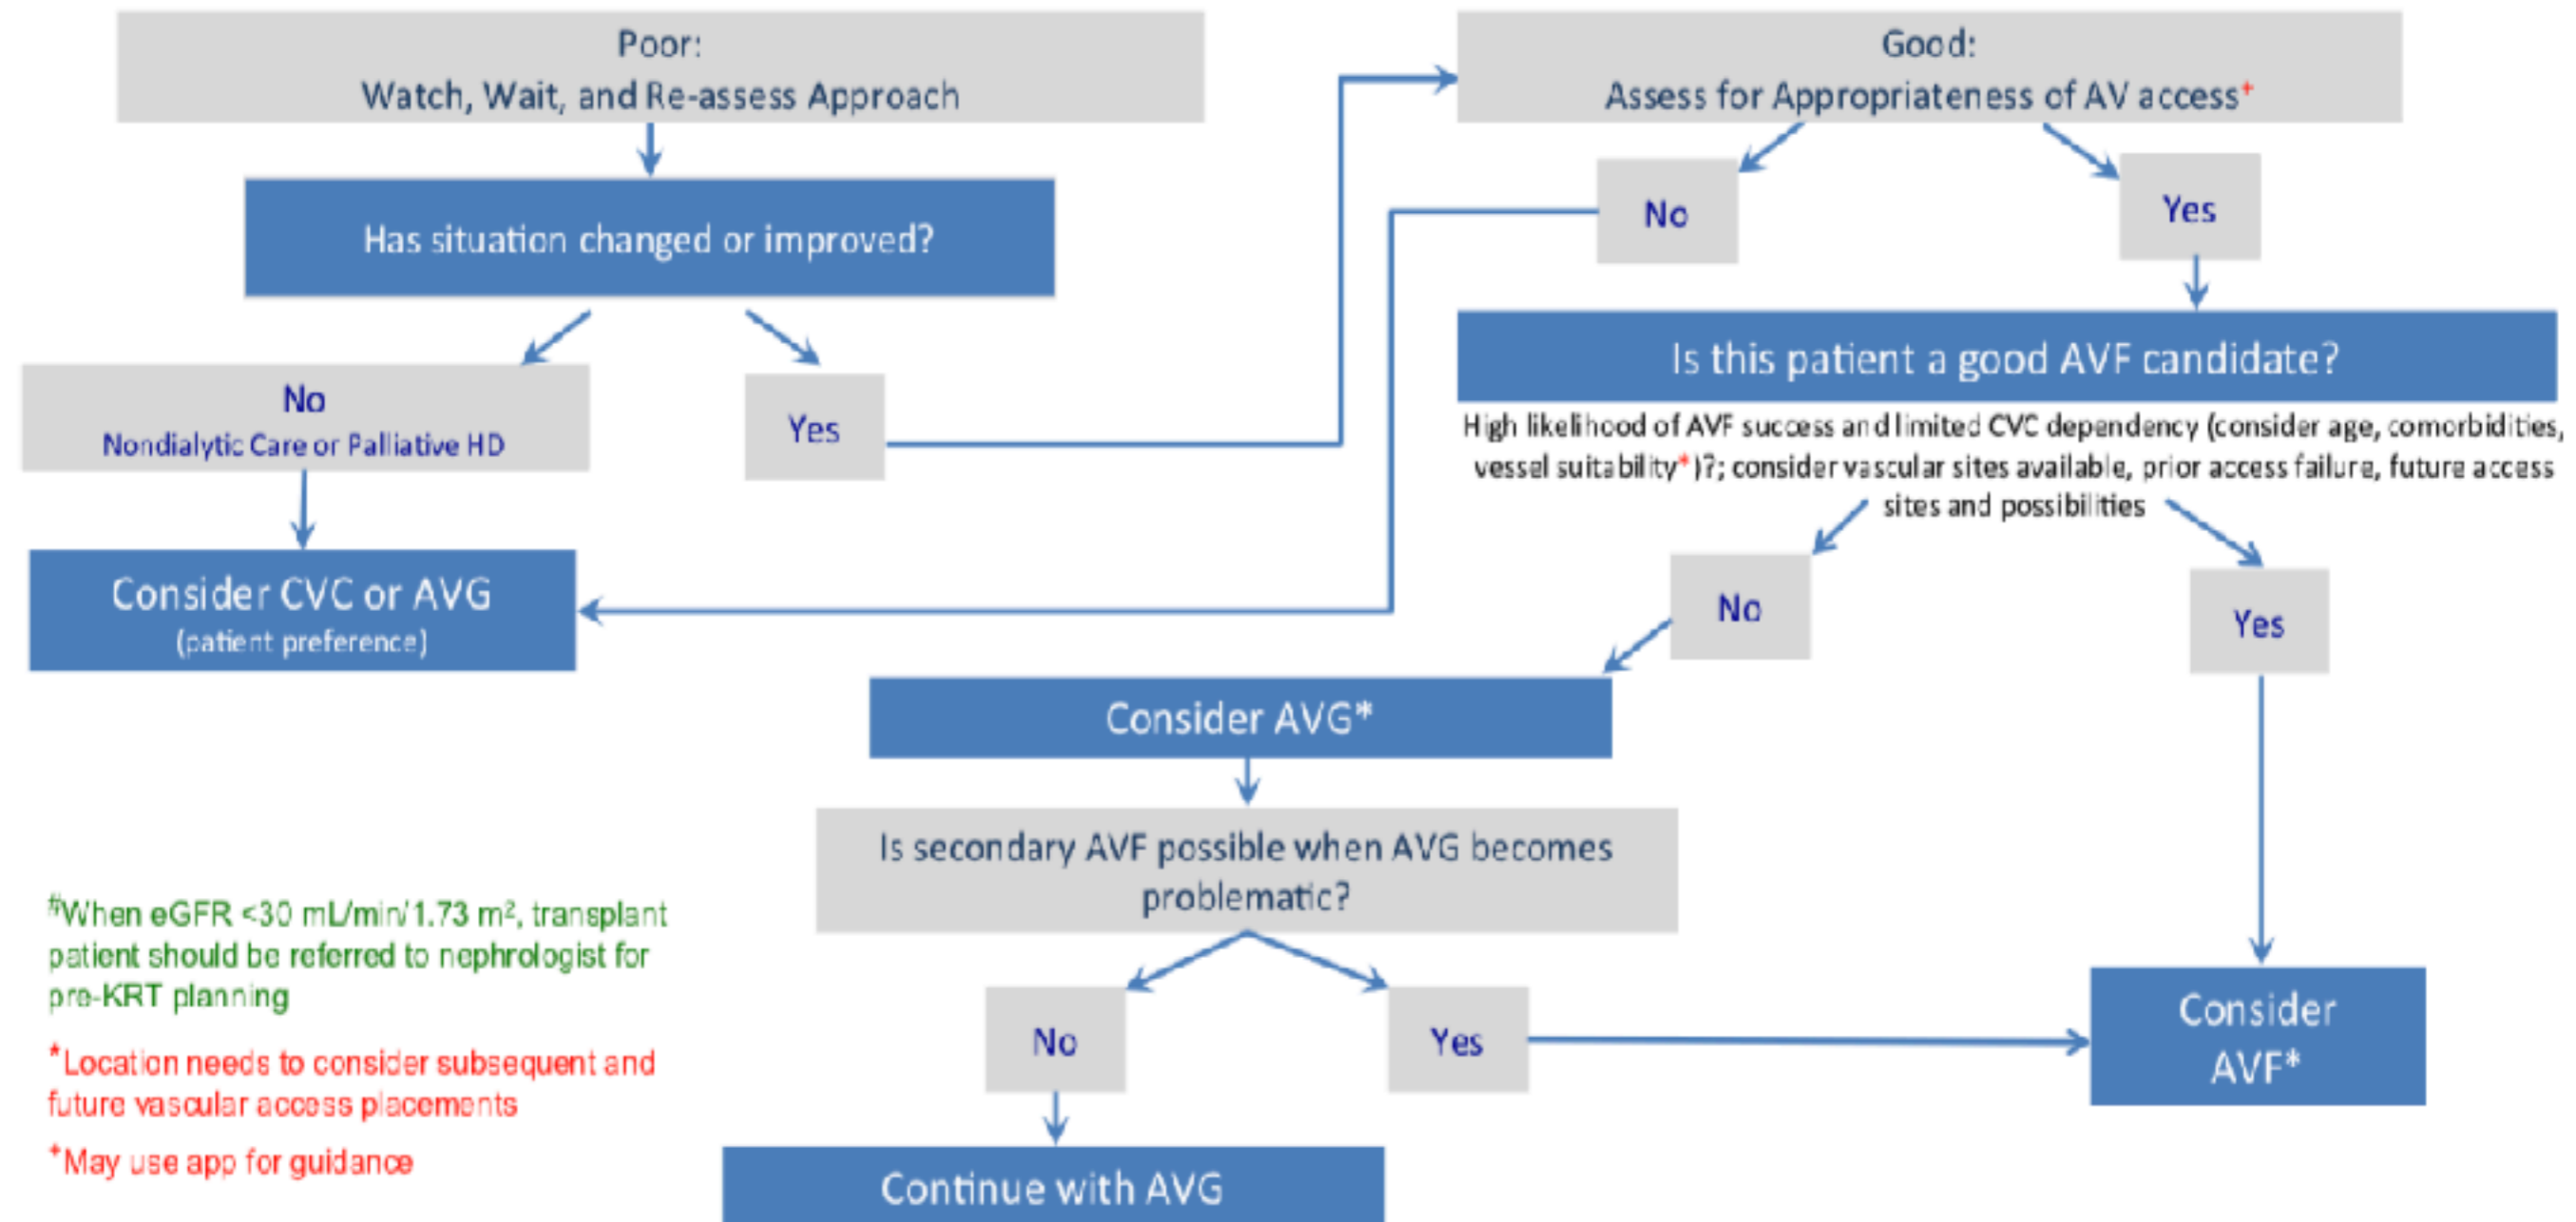 Poor:
Watch, Wait, and Re-assess Approach
Has situation changed or improved?
No
Nondialytic Care or Palliative HD
Yes
Consider CVC or AVG
(patient preference)
Good:
Assess for Appropriateness of AV access+
No
Yes
Is this patient a good AVF candidate?
High likelihood of AVF success and limited CVC dependency (consider age, comorbidities,
vessel suitability*)?; consider vascular sites available, prior access failure, future access
sites and possibilities
No
Yes
Consider AVG*
Is secondary AVF possible when AVG becomes
problematic?
No
Yes
Continue with AVG
Consider
AVF*
#When eGFR <30 mL/min/1.73 m², transplant
patient should be referred to nephrologist for
pre-KRT planning
*Location needs to consider subsequent and
future vascular access placements
+May use app for guidance